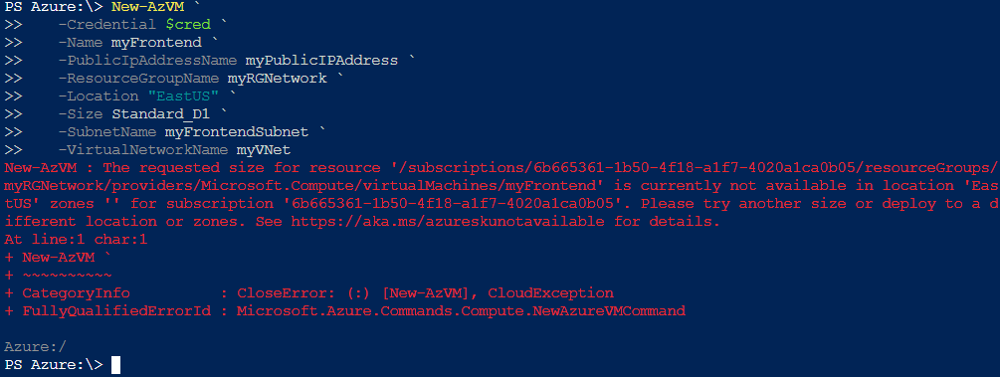 PS Azure:\> New-AzVM `
>>    -Credential $cred `
>>    -Name myFrontend `
>>    -PublicIpAddressName myPublicIPAddress `
>>    -ResourceGroupName myRGNetwork `
>>    -Location "EastUS" `
>>    -Size Standard_D1 `
>>    -SubnetName myFrontendSubnet `
>>    -VirtualNetworkName myVNet
New-AzVM : The requested size for resource '/subscriptions/6b665361-1b50-4f18-a1f7-4020a1ca0b05/resourceGroups/
myRGNetwork/providers/Microsoft.Compute/virtualMachines/myFrontend' is currently not available in location 'Eas
tUS' zones '' for subscription '6b665361-1b50-4f18-a1f7-4020a1ca0b05'. Please try another size or deploy to a d
ifferent location or zones. See https://aka.ms/azureskunotavailable for details.
At line:1 char:1
+ New-AzVM `
+ ~~~~~~~~~~
+ CategoryInfo          : CloseError: (:) [New-AzVM], CloudException
+ FullyQualifiedErrorId : Microsoft.Azure.Commands.Compute.NewAzureVMCommand
Azure:/
PS Azure:\>